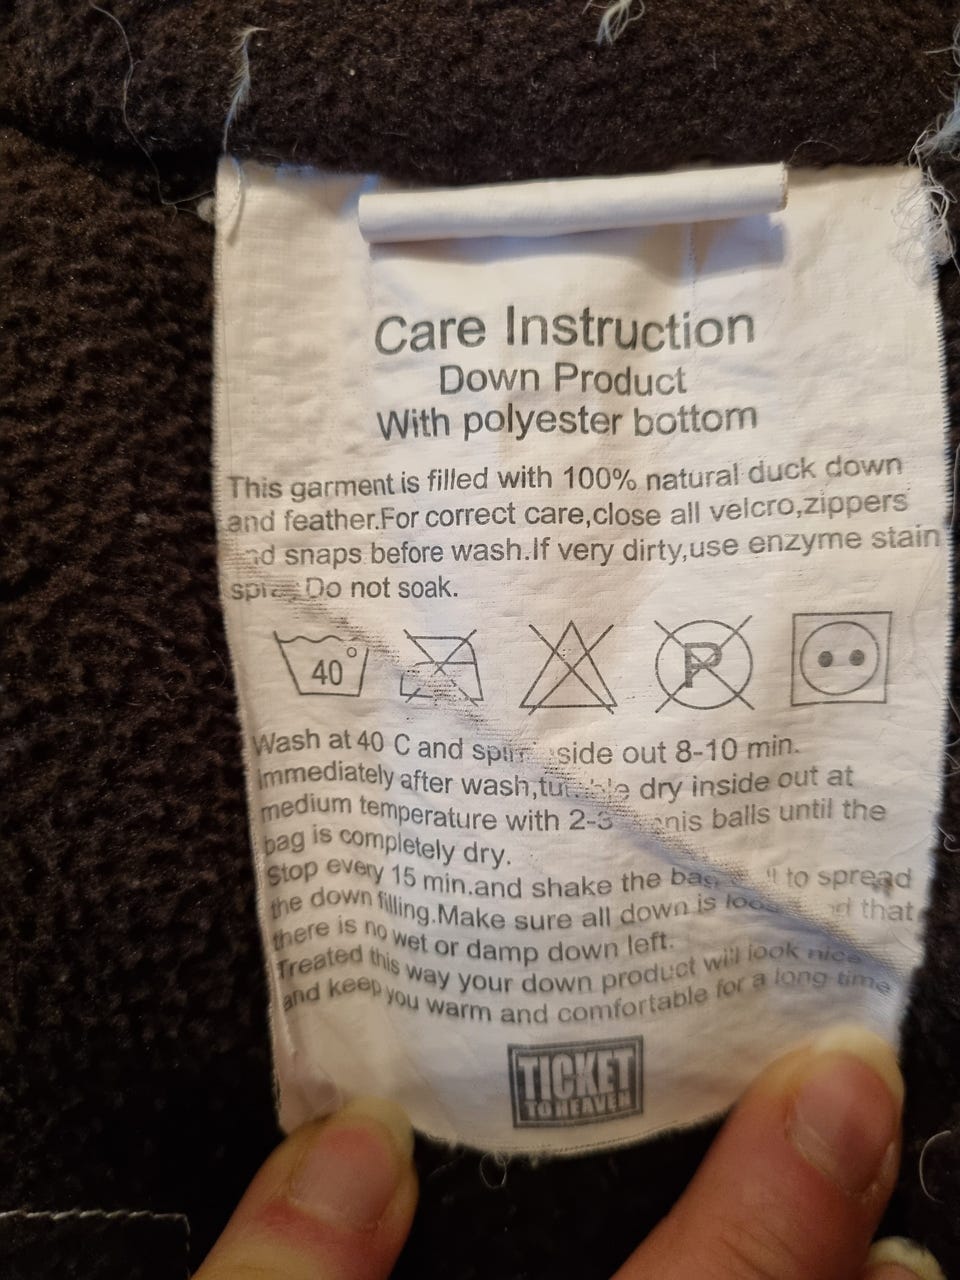 Care Instruction
Down Product
With polyester bottom
This garment is filled with 100% natural duck down
and feather.For correct care,close all velcro,zippers
snaps before wash.If very dirty,use enzyme stain
Do not soak.
40°
P
Wash at 40 C and out 8-10 min.
immediately after wash, dry inside out at
medium temperature with balls until the
bag is completely dry.
Stop every 15 min.and shake the to spread
the down filling.Make sure all down is that
there is no wet or damp down left.
Treated this way your down product will look nice
and keep you warm and comfortable for a long time
TICKET
TO HEAVEN